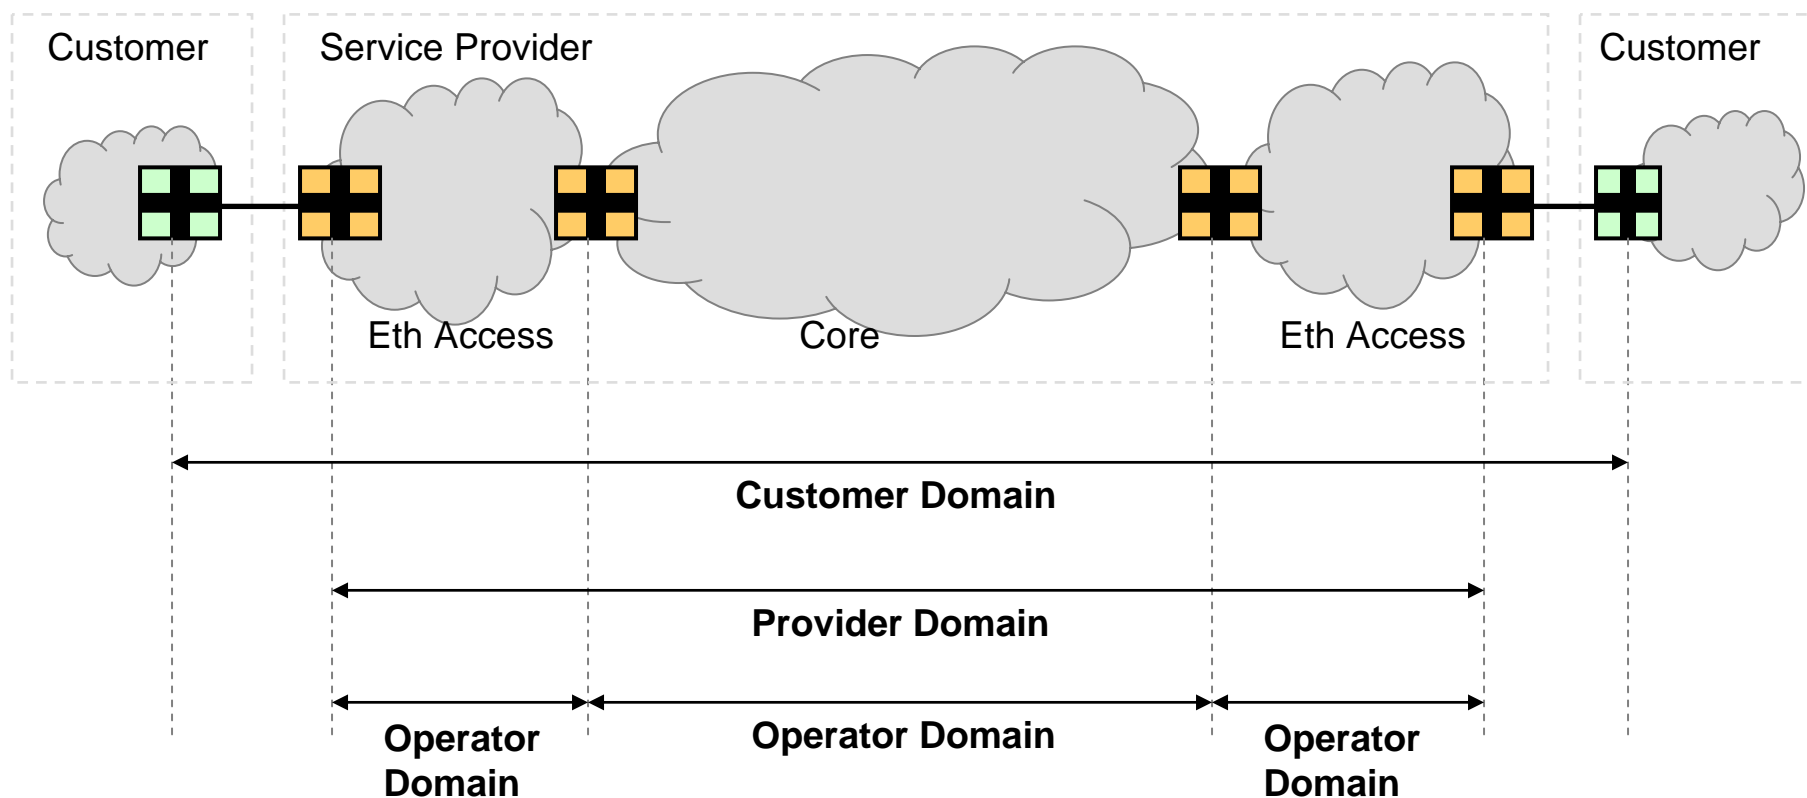 Customer
Service Provider
Customer
Eth Access
Core
Eth Access
Customer Domain
Provider Domain
Operator
Domain
Operator Domain
Operator
Domain